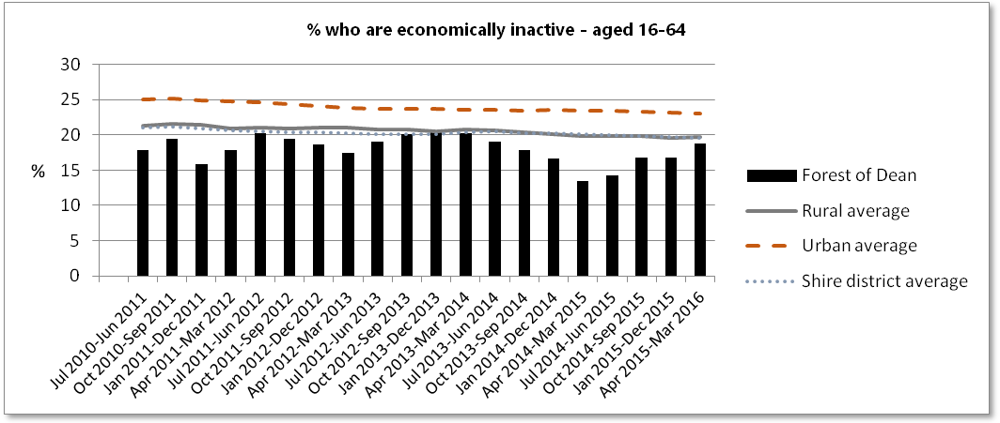 % who are economically inactive - aged 16-64
30
25
20
15
10
5
0
%
Jul 2010-Jun 2011
Oct 2010-Sep 2011
Jan 2011-Dec 2011
Apr 2011-Mar 2012
Jul 2011-Jun 2012
Oct 2011-Sep 2012
Jan 2012-Dec 2012
Apr 2012-Mar 2013
Jul 2012-Jun 2013
Oct 2012-Sep 2013
Jan 2013-Dec 2013
Apr 2013-Mar 2014
Jul 2013-Jun 2014
Oct 2013-Sep 2014
Jan 2014-Dec 2014
Apr 2014-Mar 2015
Jul 2014-Jun 2015
Oct 2014-Sep 2015
Jan 2015-Dec 2015
Apr 2015-Mar 2016
Forest of Dean
Rural average
Urban average
Shire district average